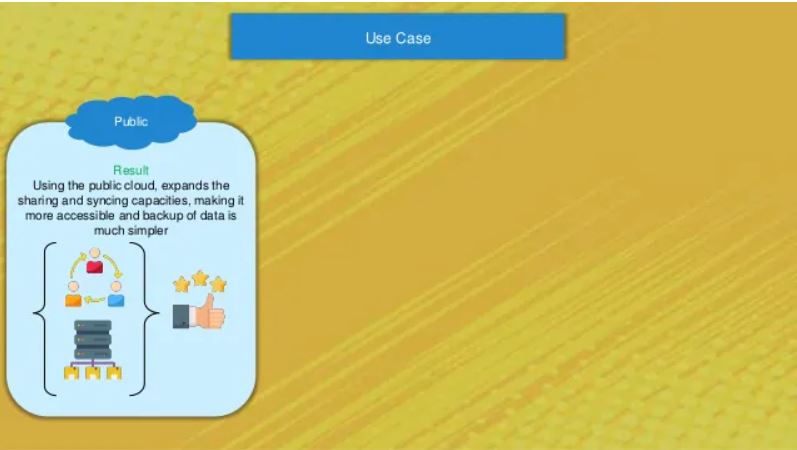 Use Case
Public
Result
Using the public cloud, expands the
sharing and syncing capacities, making it
more accessible and backup of data is
much simpler